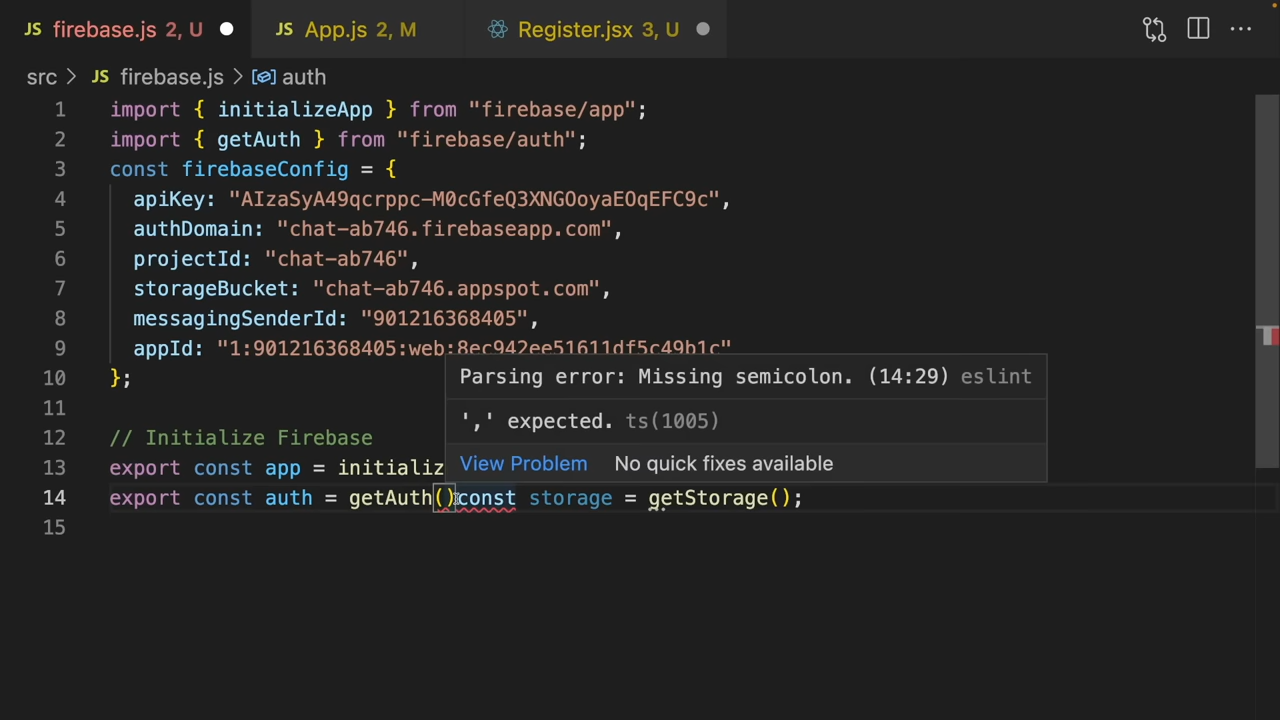 JS firebase.js 2, U JS App.js 2, M Register.jsx 3, U
src > JS firebase.js > auth
1 import { initializeApp } from "firebase/app";
2 import { getAuth } from "firebase/auth";
3 const firebaseConfig = {
4 apiKey: "AIzaSyA49qcrppc-M0cGfeQ3XNGOoyaEOqEFC9c",
5 authDomain: "chat-ab746.firebaseapp.com",
6 projectId: "chat-ab746",
7 storageBucket: "chat-ab746.appspot.com",
8 messagingSenderId: "901216368405",
9 appId: "1:901216368405:web:8ec942ee51611df5c49b1c"
10 };
Parsing error: Missing semicolon. (14:29) eslint
11
',' expected. ts(1005)
12 // Initialize Firebase
View Problem No quick fixes available
13 export const app = initializ
14 export const auth = getAuth()const storage = getStorage();
15